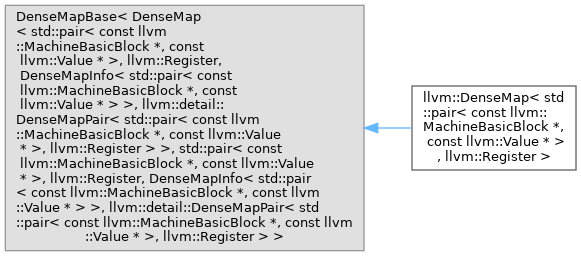 DenseMapBase< DenseMap
< std::pair< const llvm
::MachineBasicBlock *, const
llvm::Value * >, llvm::Register,
DenseMapInfo< std::pair< const
llvm::MachineBasicBlock *, const
llvm::Value * > >, llvm::detail::
DenseMapPair< std::pair< const llvm
::MachineBasicBlock *, const llvm::Value
* >, llvm::Register > >, std::pair< const
llvm::MachineBasicBlock *, const llvm::Value
* >, llvm::Register, DenseMapInfo< std::pair
< const llvm::MachineBasicBlock *, const llvm
::Value * > >, llvm::detail::DenseMapPair< std
::pair< const llvm::MachineBasicBlock *, const llvm
::Value * >, llvm::Register > >
llvm::DenseMap< std
::pair< const llvm::
MachineBasicBlock *,
const llvm::Value * >
, llvm::Register >